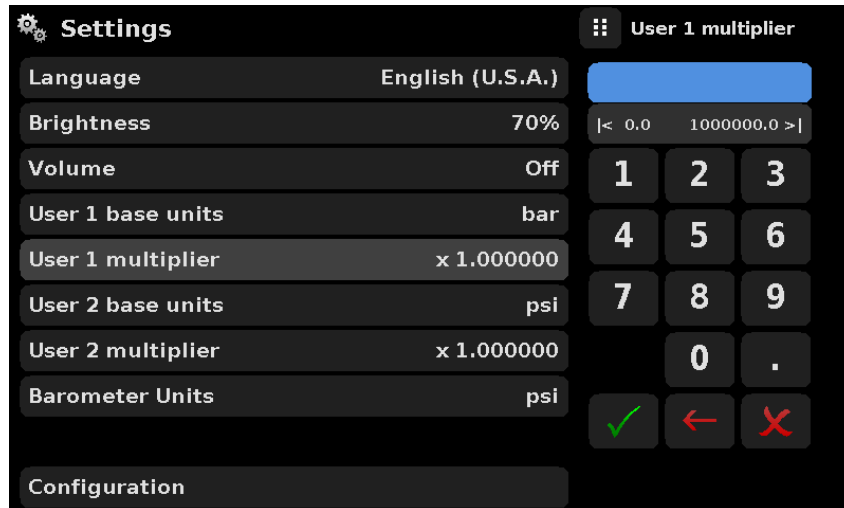 Settings
Language English (U.S.A.)
Brightness 70%
Volume Off
User 1 base units bar
User 1 multiplier x 1.000000
User 2 base units psi
User 2 multiplier x 1.000000
Barometer Units psi
Configuration
User 1 multiplier
|< 0.0 1000000.0 >|
1 2 3
4 5 6
7 8 9
0 .